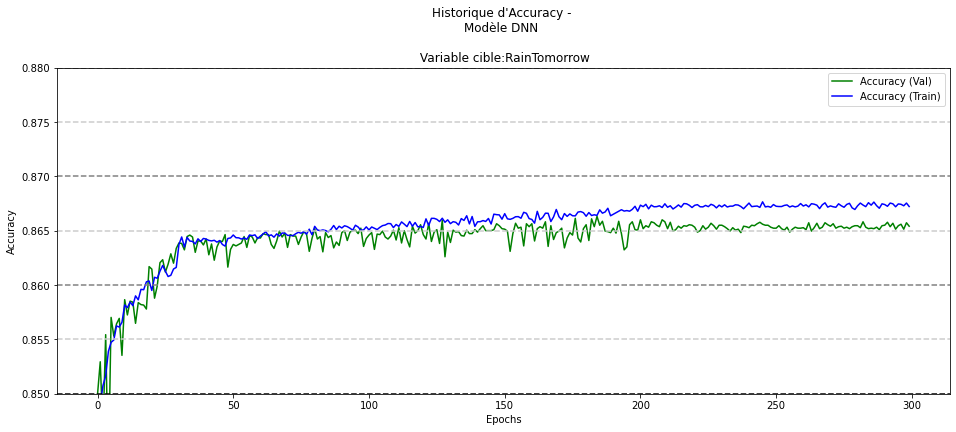 Historique d'Accuracy -
Modèle DNN
Variable cible:RainTomorrow
Accuracy (Val)
Accuracy (Train)
0.880
0.875
0.870
0.865
0.860
0.855
0.850
Accuracy
0
50
100
150
200
250
300
Epochs